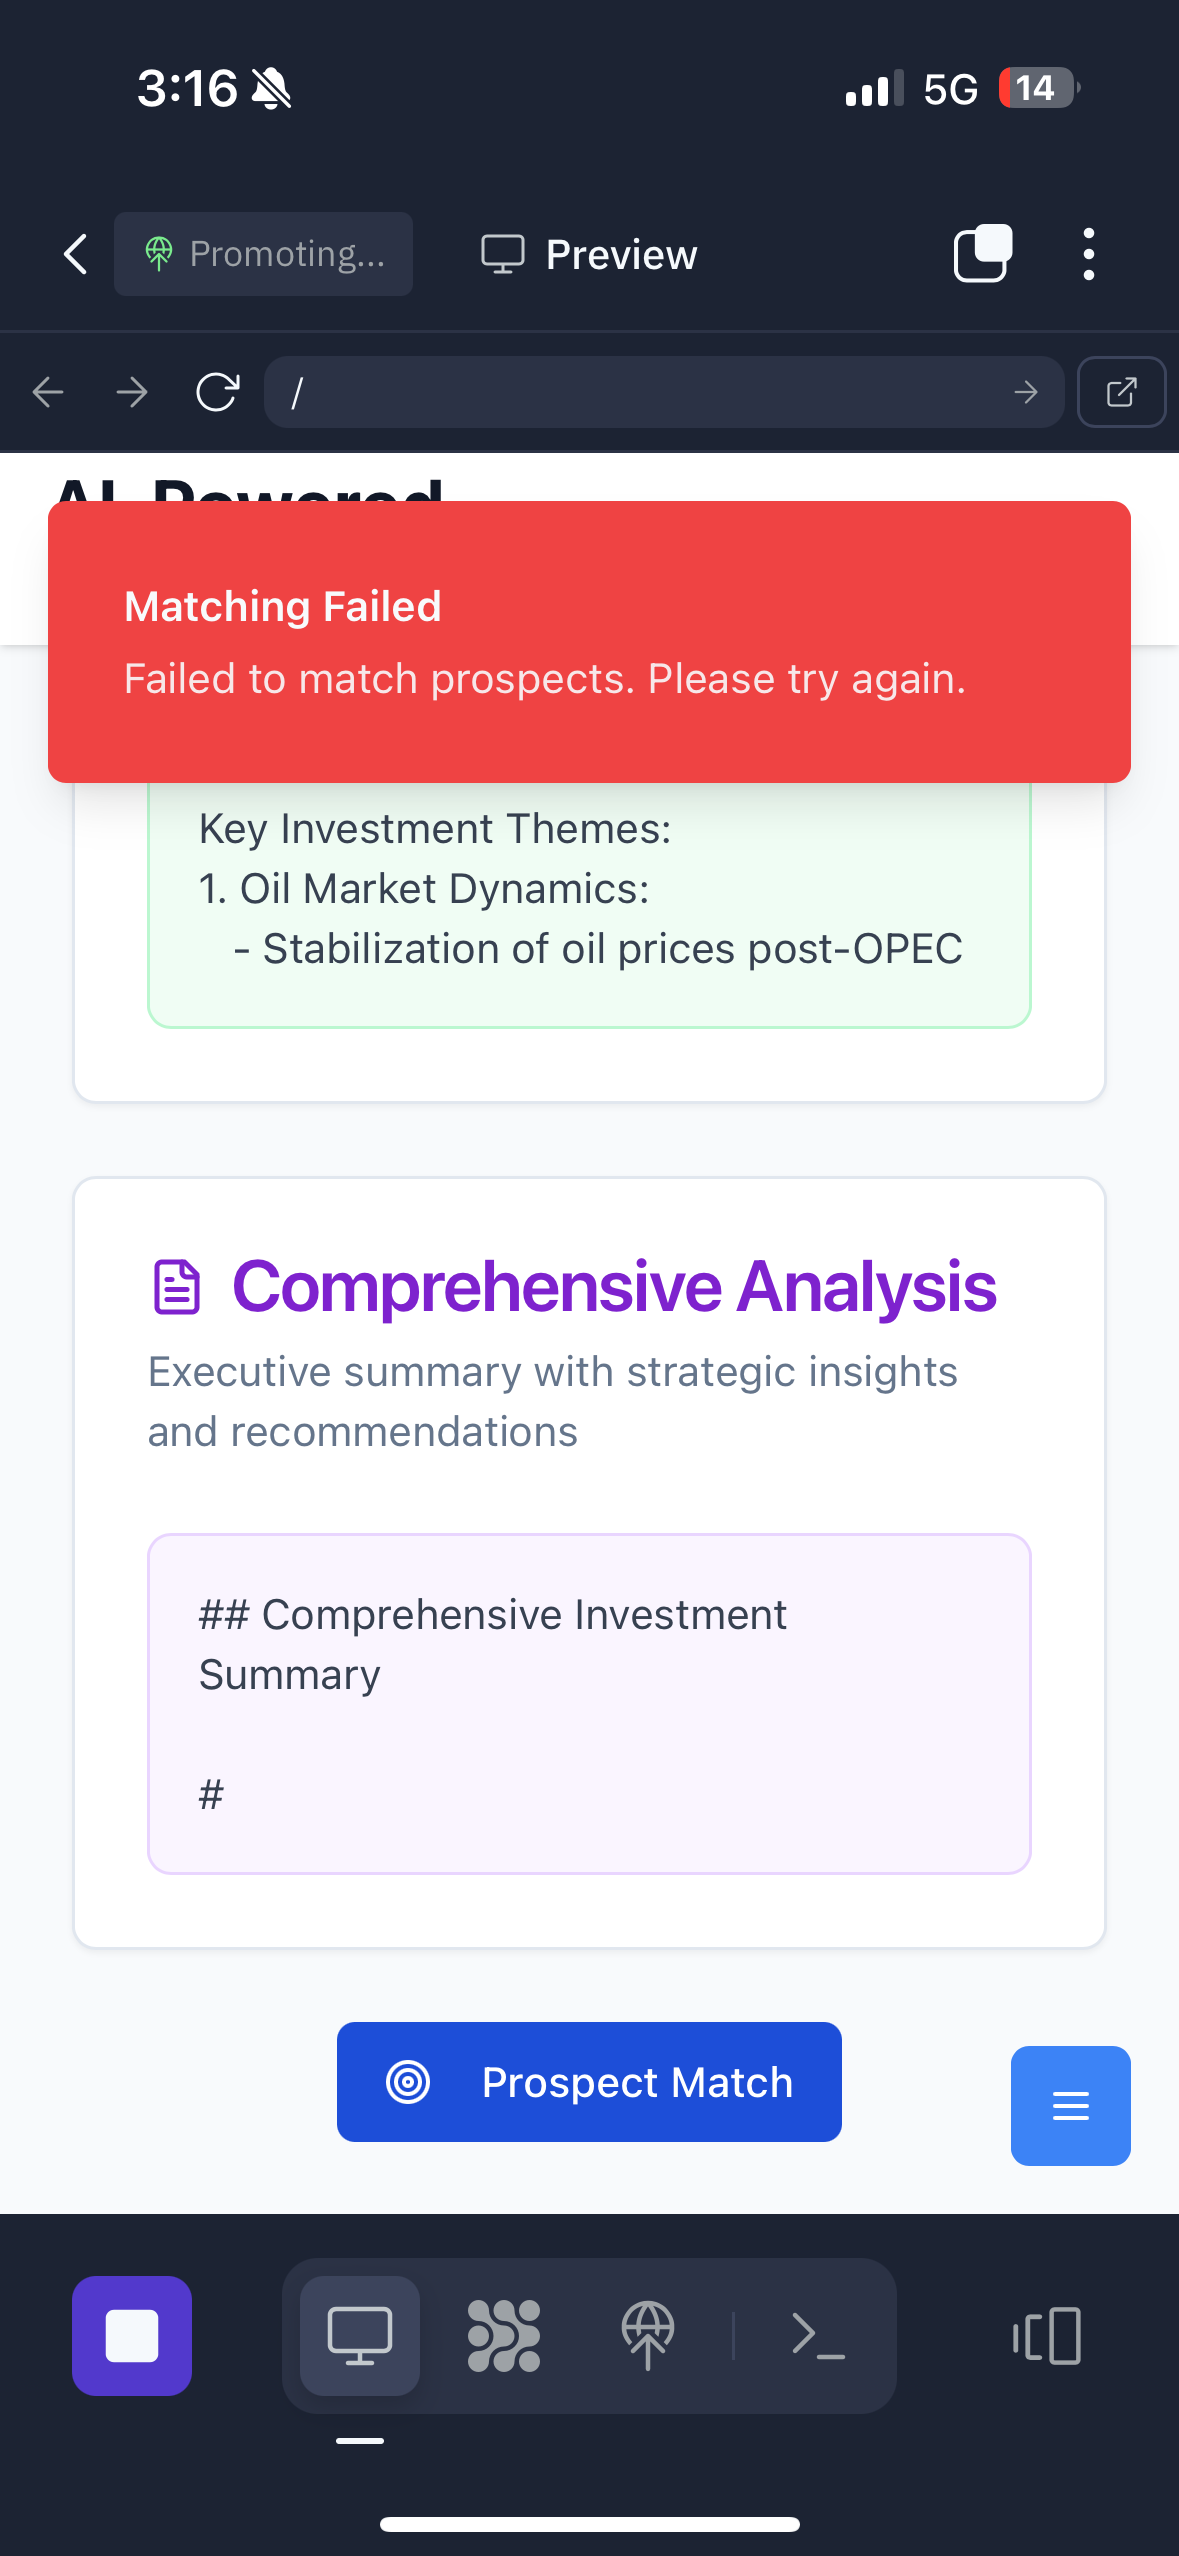 3:16
5G
14
Promoting...
Preview
/
AI-Powered
Matching Failed
Failed to match prospects. Please try again.
Key Investment Themes:
1. Oil Market Dynamics:
- Stabilization of oil prices post-OPEC
Comprehensive Analysis
Executive summary with strategic insights
and recommendations
## Comprehensive Investment
Summary
#
Prospect Match